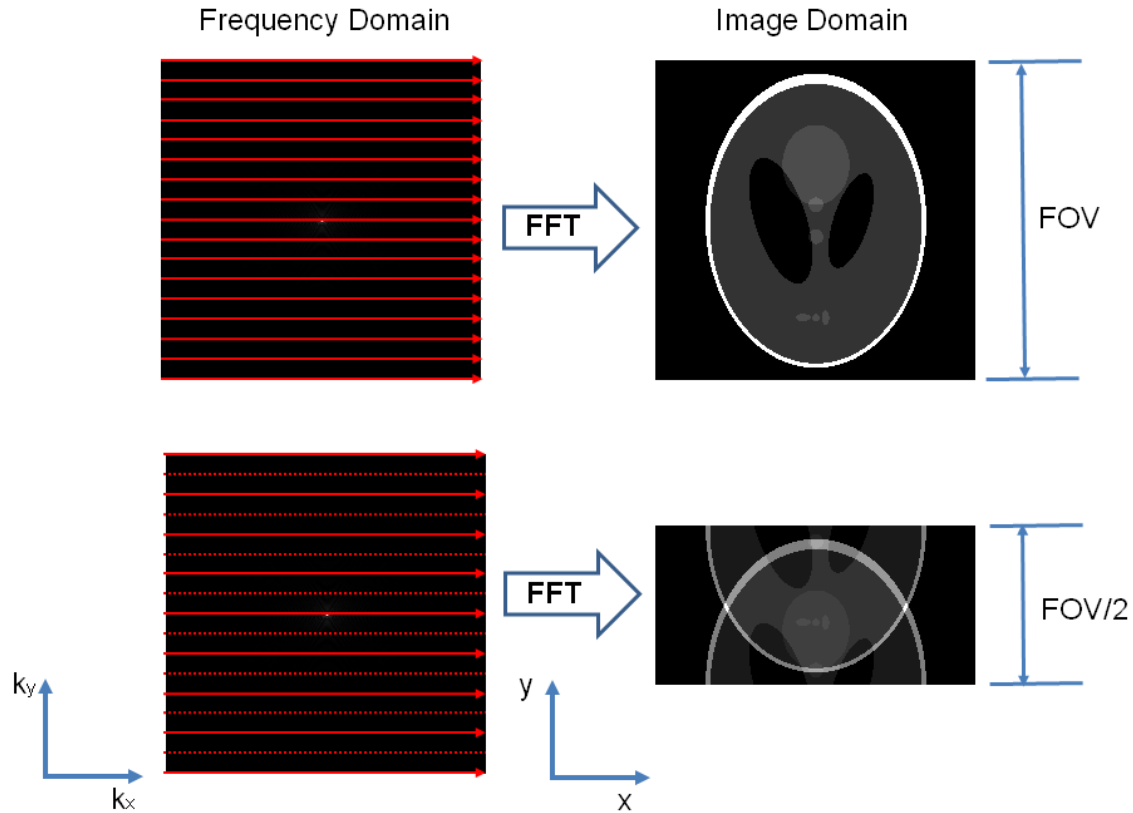 Frequency Domain
Image Domain
FFT
FOV
FFT
FOV/2
ky
kx
y
x